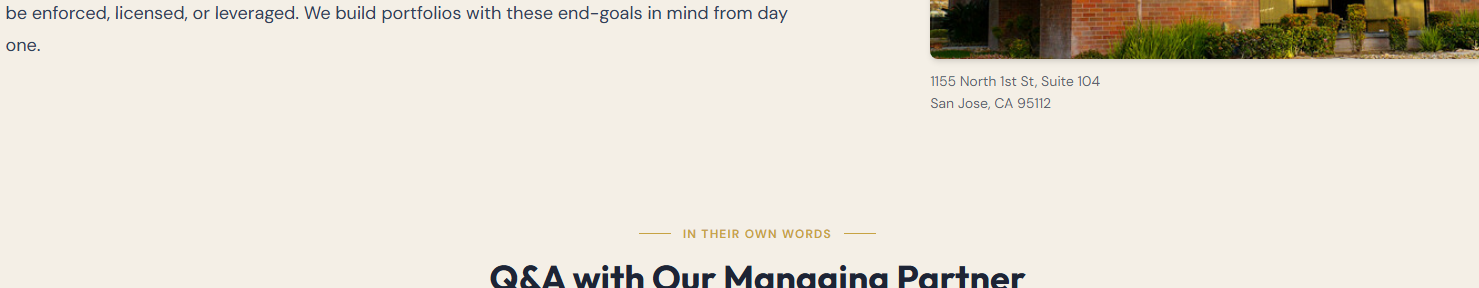 be enforced, licensed, or leveraged. We build portfolios with these end-goals in mind from day
one.
1155 North 1st St, Suite 104
San Jose, CA 95112
IN THEIR OWN WORDS
Q&A with Our Managing Partner